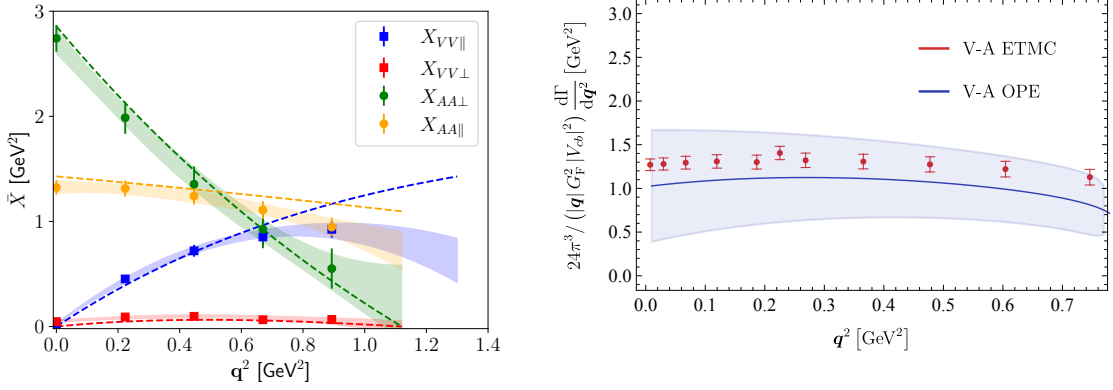 3
2
1
0
X̄ [GeV²]
0.0 0.2 0.4 0.6 0.8 1.0 1.2 1.4
q² [GeV²]
X_{VV∥}
X_{VV⊥}
X_{AA⊥}
X_{AA∥}
3.0
2.5
2.0
1.5
1.0
0.5
0.0
24π³/ (|q| G_F² |V_{cb}|²) dΓ/dq² [GeV²]
0.0 0.1 0.2 0.3 0.4 0.5 0.6 0.7
q² [GeV²]
V-A ETMC
V-A OPE